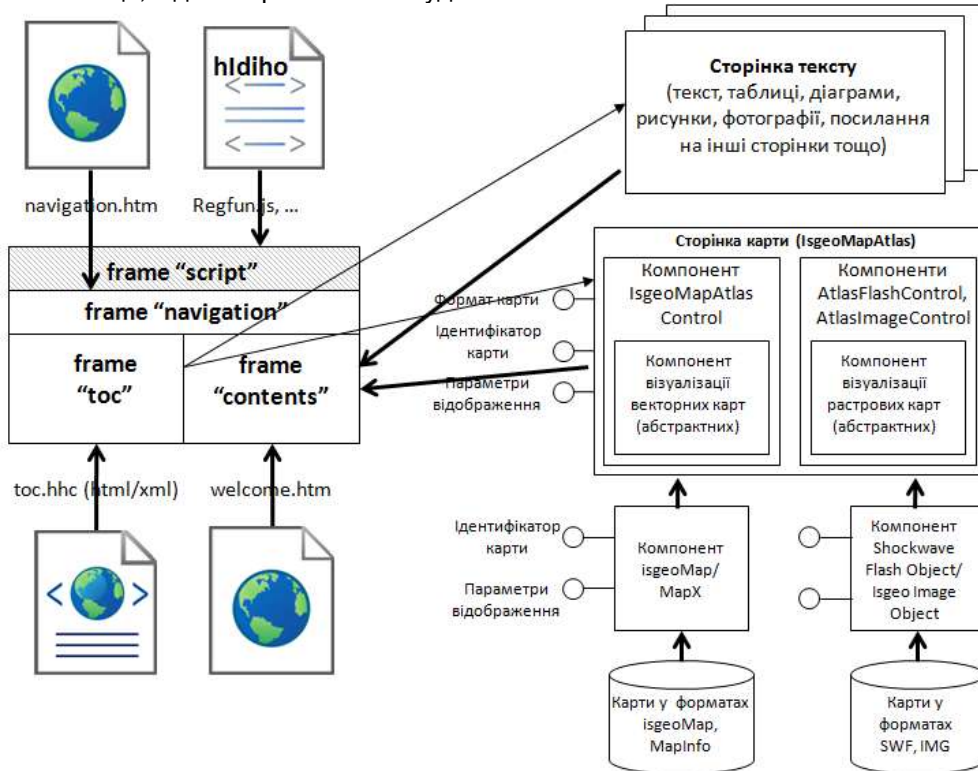 hIdiho
navigation.htm
Regfun.js, ...
frame “script”
frame “navigation”
frame
“toc”
frame
“contents”
toc.hhc (html/xml)
welcome.htm
Сторінка тексту
(текст, таблиці, діаграми,
рисунки, фотографії, посилання
на інші сторінки тощо)
Сторінка карти (IsgeoMapAtlas)
Формат карти
Ідентифікатор
карти
Параметри
відображення
Компонент
IsgeoMapAtlas
Control
Компонент
візуалізації
векторних карт
(абстрактних)
Компоненти
AtlasFlashControl,
AtlasImageControl
Компонент
візуалізації
растрових карт
(абстрактних)
Ідентифікатор
карти
Параметри
відображення
Компонент
isgeoMap/
MapX
Компонент
Shockwave
Flash Object/
Isgeo Image
Object
Карти у форматах
isgeoMap,
MapInfo
Карти у
форматах
SWF, IMG